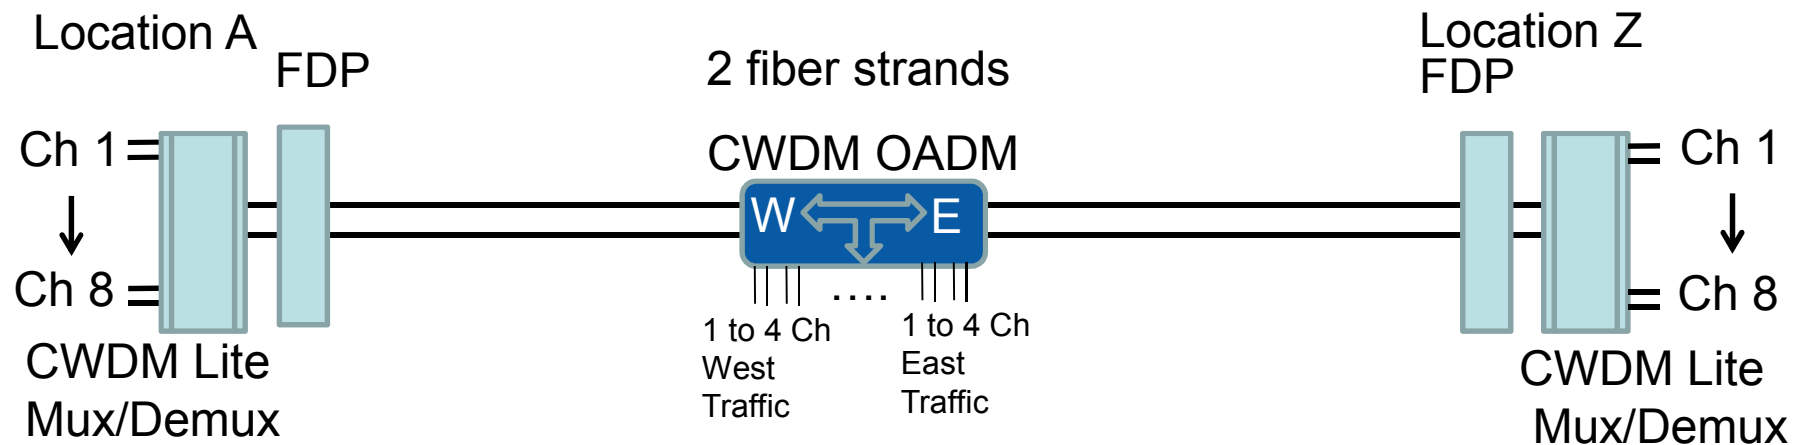 Location A
FDP
2 fiber strands
Location Z
FDP
Ch 1
CWDM OADM
Ch 1
W E
Ch 8
....
Ch 8
1 to 4 Ch
West
Traffic
1 to 4 Ch
East
Traffic
CWDM Lite
Mux/Demux
CWDM Lite
Mux/Demux